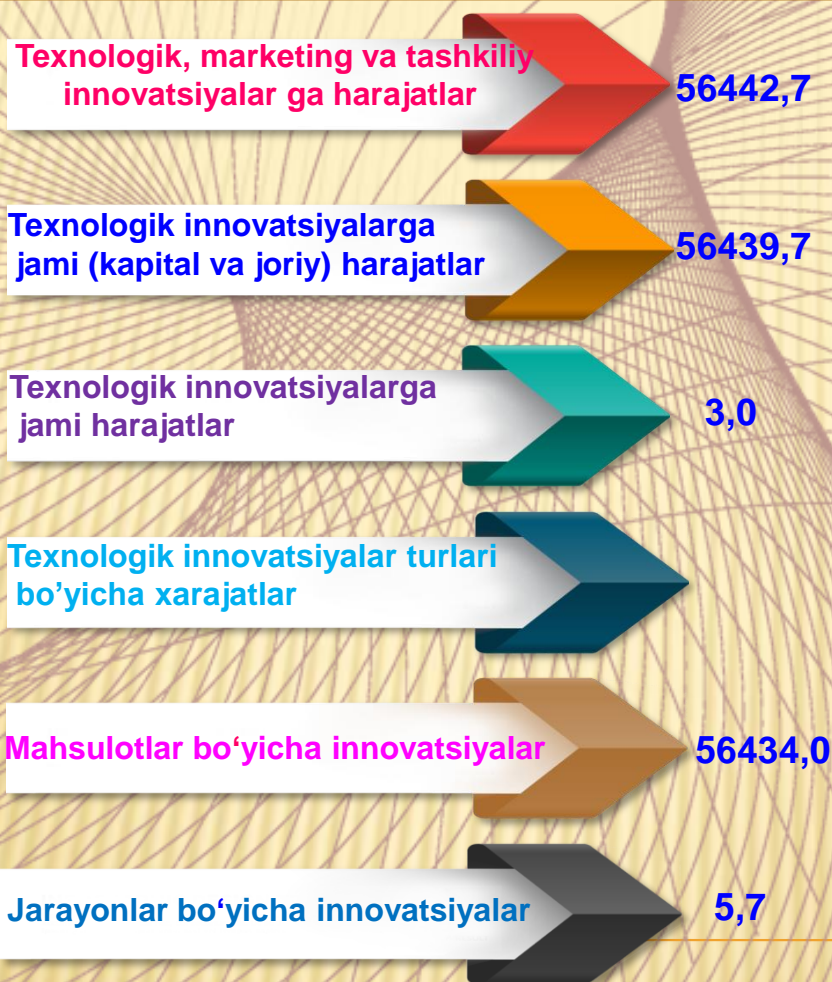 Texnologik, marketing va tashkiliy
innovatsiyalar ga harajatlar
56442,7
Texnologik innovatsiyalarga
jami (kapital va joriy) harajatlar
56439,7
Texnologik innovatsiyalarga
jami harajatlar
3,0
Texnologik innovatsiyalar turlari
bo’yicha xarajatlar
Mahsulotlar bo‘yicha innovatsiyalar
56434,0
Jarayonlar bo‘yicha innovatsiyalar
5,7